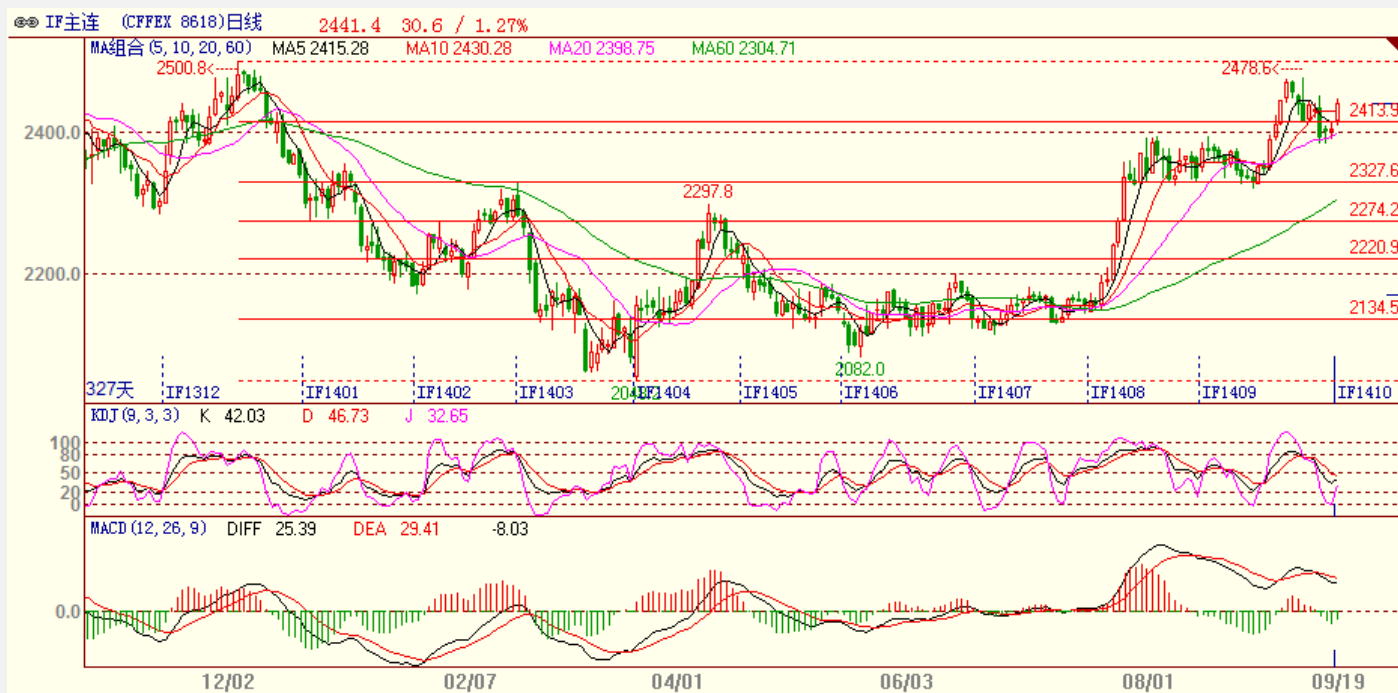 IF主连 (CFFEX 8618)日线 2441.4 30.6 / 1.27%
MA组合(5,10,20,60) MA5 2415.28 MA10 2430.28 MA20 2398.75 MA60 2304.71
2500.8
2478.6
2413.9
2400.0
2327.6
2297.8
2274.2
2220.9
2200.0
2134.5
2082.0
327天 IF1312 IF1401 IF1402 IF1403 IF1404 IF1405 IF1406 IF1407 IF1408 IF1409 IF1410
KDJ(9,3,3) K 42.03 D 46.73 J 32.65
100
80
50
20
0
MACD(12,26,9) DIFF 25.39 DEA 29.41 -8.03
0.0
12/02 02/07 04/01 06/03 08/01 09/19